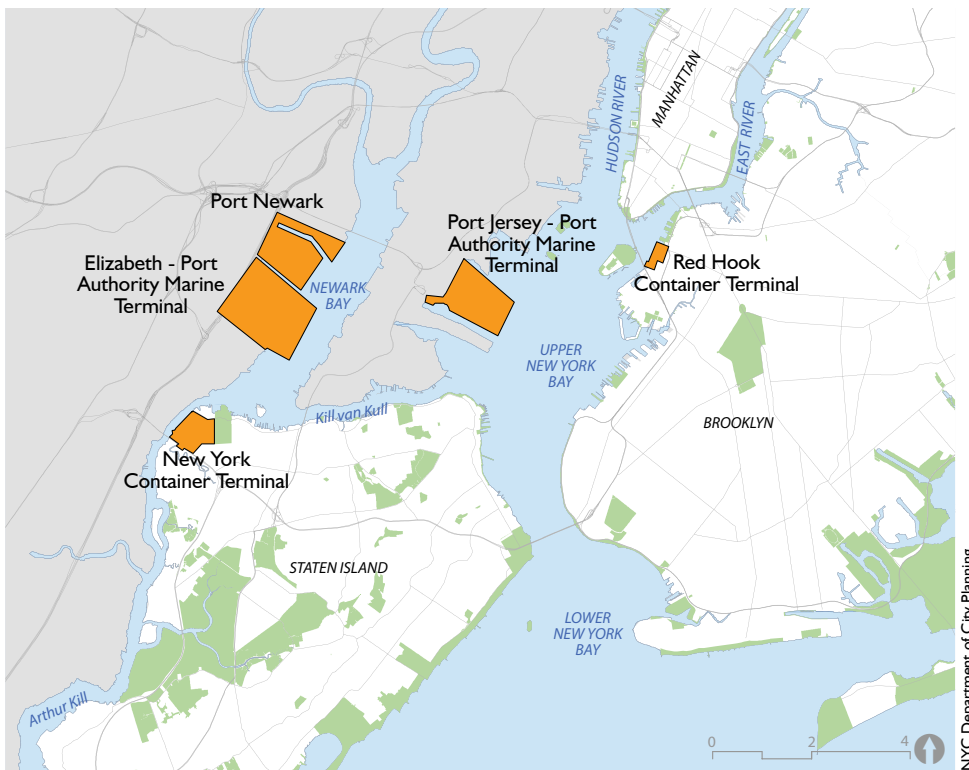 HUDSON RIVER
MANHATTAN
EAST RIVER
Port Newark
Port Jersey - Port
Authority Marine
Terminal
Elizabeth - Port
Authority Marine
Terminal
Red Hook
Container Terminal
NEWARK
BAY
UPPER
NEW YORK
BAY
Kill van Kull
BROOKLYN
New York
Container Terminal
STATEN ISLAND
LOWER
NEW YORK
BAY
Arthur Kill
0 2 4
NYC Department of City Planning